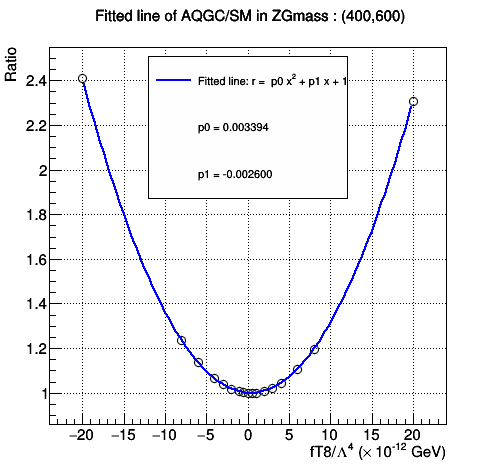 Fitted line of AQGC/SM in ZGmass : (400,600)
Ratio
Fitted line: r = p0 x² + p1 x + 1
p0 = 0.003394
p1 = -0.002600
2.4
2.2
2
1.8
1.6
1.4
1.2
1
−20 −15 −10 −5 0 5 10 15 20
fT8/Λ⁴ (× 10⁻¹² GeV)